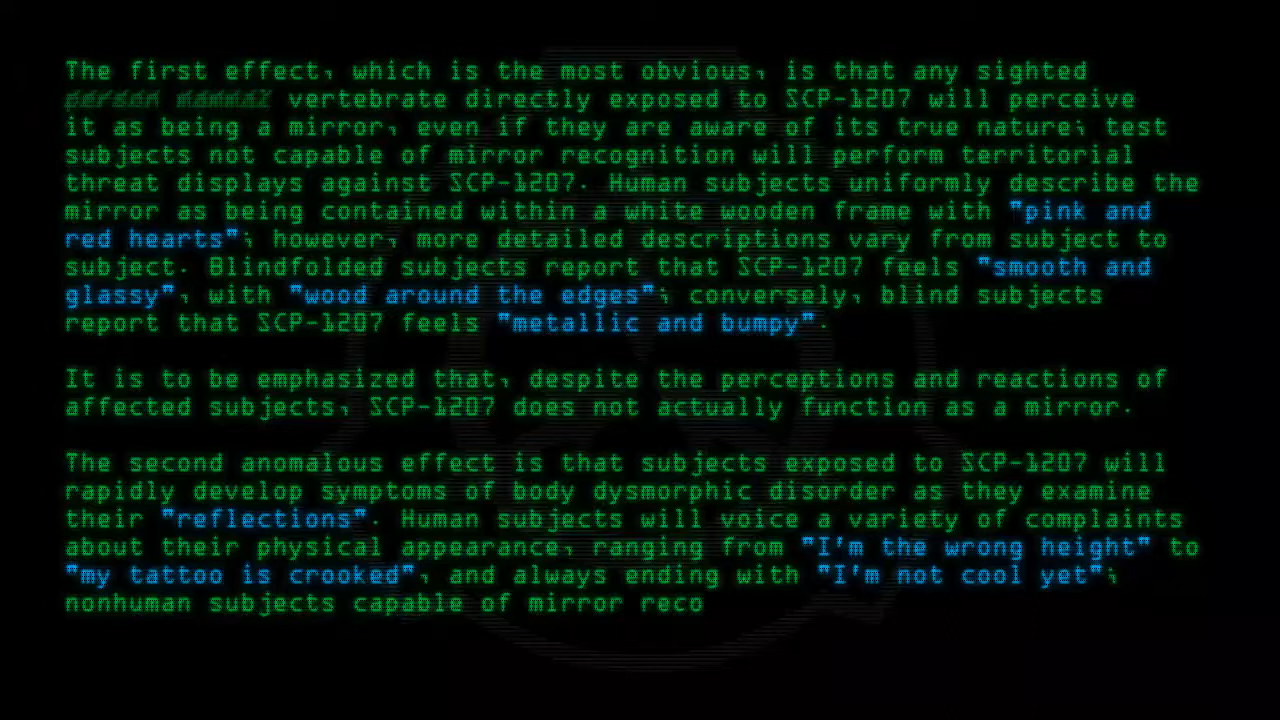 The first effect, which is the most obvious, is that any sighted
vertebrate directly exposed to SCP-1207 will perceive
it as being a mirror, even if they are aware of its true nature; test
subjects not capable of mirror recognition will perform territorial
threat displays against SCP-1207. Human subjects uniformly describe the
mirror as being contained within a white wooden frame with "pink and
red hearts"; however, more detailed descriptions vary from subject to
subject. Blindfolded subjects report that SCP-1207 feels "smooth and
glassy", with "wood around the edges"; conversely, blind subjects
report that SCP-1207 feels "metallic and bumpy".
It is to be emphasized that, despite the perceptions and reactions of
affected subjects, SCP-1207 does not actually function as a mirror.
The second anomalous effect is that subjects exposed to SCP-1207 will
rapidly develop symptoms of body dysmorphic disorder as they examine
their "reflections". Human subjects will voice a variety of complaints
about their physical appearance, ranging from "I'm the wrong height" to
"my tattoo is crooked", and always ending with "I'm not cool yet";
nonhuman subjects capable of mirror reco